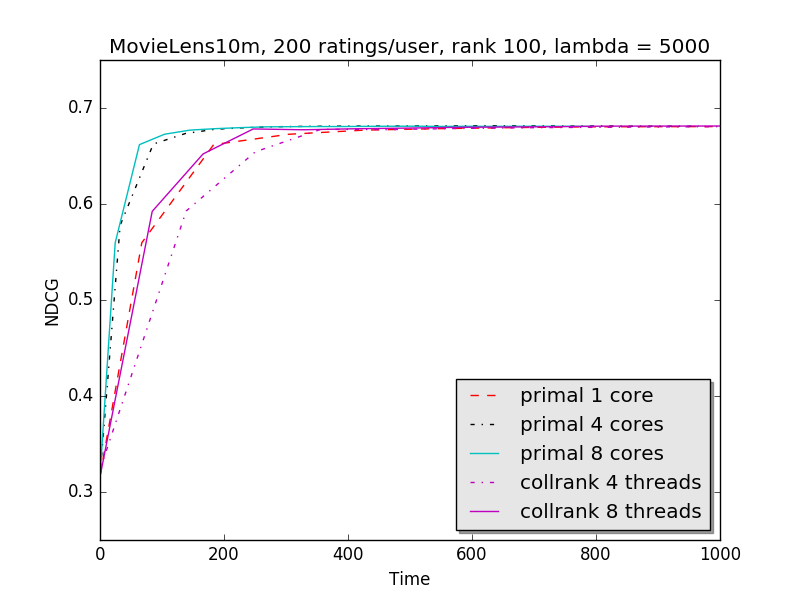 MovieLens10m, 200 ratings/user, rank 100, lambda = 5000
0.7
0.6
0.5
0.4
0.3
NDCG
primal 1 core
primal 4 cores
primal 8 cores
collrank 4 threads
collrank 8 threads
0 200 400 600 800 1000
Time